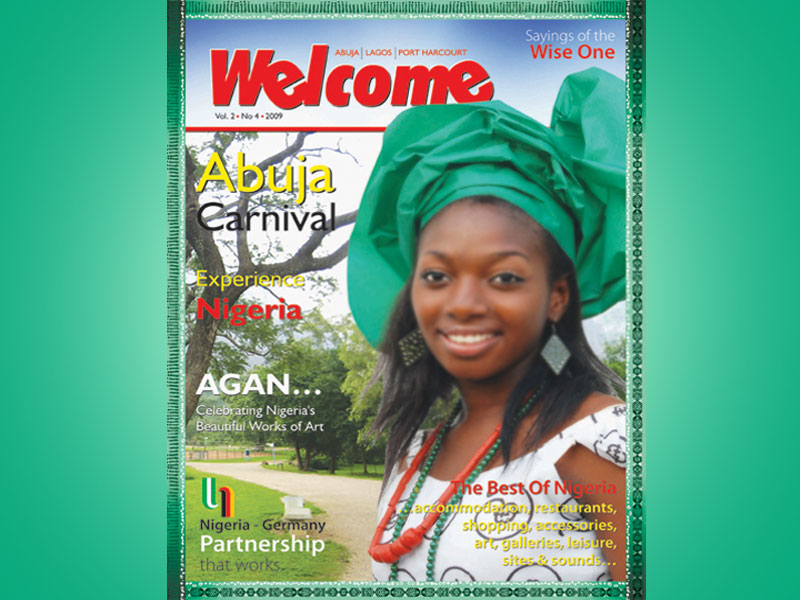 Sayings of the
Wise One
ABUJA | LAGOS | PORT HARCOURT
Welcome
Vol. 2 • No 4 • 2009
Abuja
Carnival
Experience
Nigeria
AGAN...
Celebrating Nigeria's
Beautiful Works of Art
Nigeria - Germany
Partnership
that works.
The Best Of Nigeria
...accommodation, restaurants,
shopping, accessories,
art, galleries, leisure,
sites & sounds...